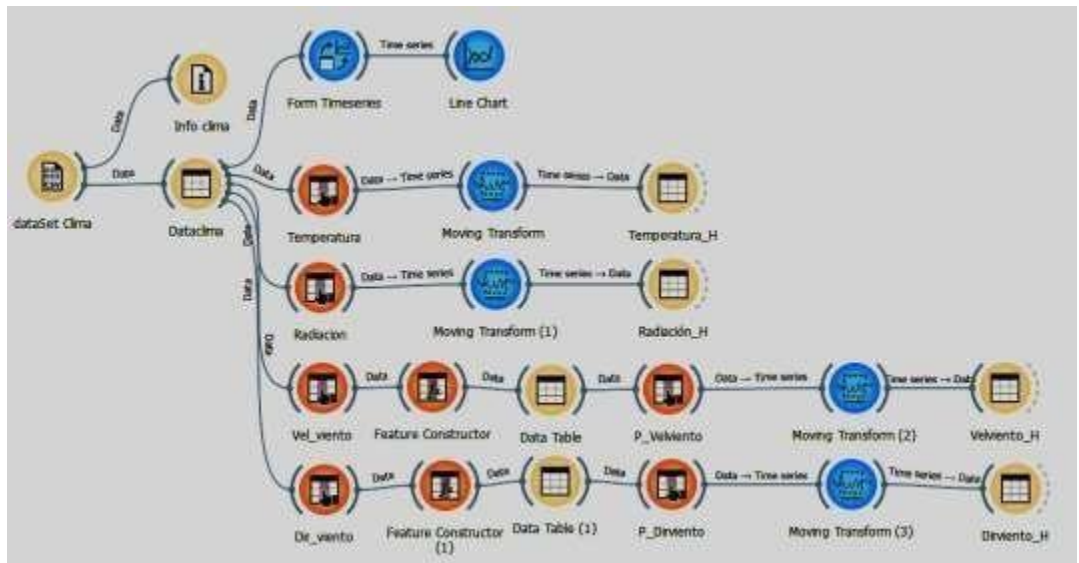 Time series
Form Timeseries
Line Chart
Data
Info clima
Data
Data
dataSet Clima
Dataclima
Data
Data → Time series
Time series → Data
Temperatura
Moving Transform
Temperatura_H
Data
Data → Time series
Time series → Data
Radiacion
Moving Transform (1)
Radiación_H
Data
Data
Data
Data
Data
Data → Time series
Time series → Data
Vel_viento
Feature Constructor
Data Table
P_Velviento
Moving Transform (2)
Velviento_H
Data
Data
Data
Data → Time series
Time series → Data
Dir_viento
Feature Constructor
(1)
Data Table (1)
P_Dirviento
Moving Transform (3)
Dirviento_H